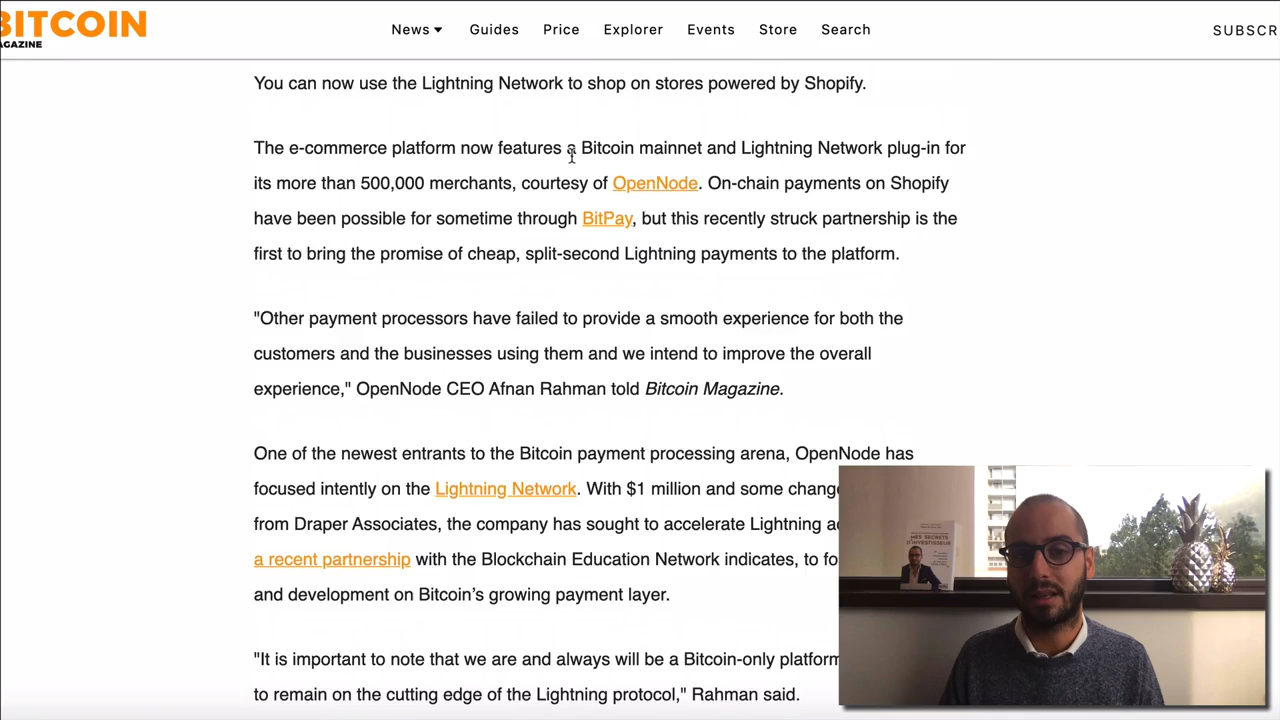 BITCOIN
AGAZINE
News Guides Price Explorer Events Store Search
SUBSCR
You can now use the Lightning Network to shop on stores powered by Shopify.
The e-commerce platform now features a Bitcoin mainnet and Lightning Network plug-in for
its more than 500,000 merchants, courtesy of OpenNode. On-chain payments on Shopify
have been possible for sometime through BitPay, but this recently struck partnership is the
first to bring the promise of cheap, split-second Lightning payments to the platform.
"Other payment processors have failed to provide a smooth experience for both the
customers and the businesses using them and we intend to improve the overall
experience," OpenNode CEO Afnan Rahman told Bitcoin Magazine.
One of the newest entrants to the Bitcoin payment processing arena, OpenNode has
focused intently on the Lightning Network. With $1 million and some change
from Draper Associates, the company has sought to accelerate Lightning a
a recent partnership with the Blockchain Education Network indicates, to fo
and development on Bitcoin's growing payment layer.
"It is important to note that we are and always will be a Bitcoin-only platform
to remain on the cutting edge of the Lightning protocol," Rahman said.
MES SECRETS
D'INVESTISSEUR